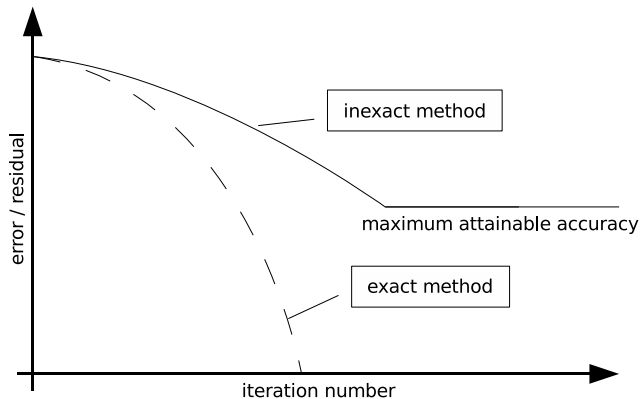 inexact method
error / residual
maximum attainable accuracy
exact method
iteration number